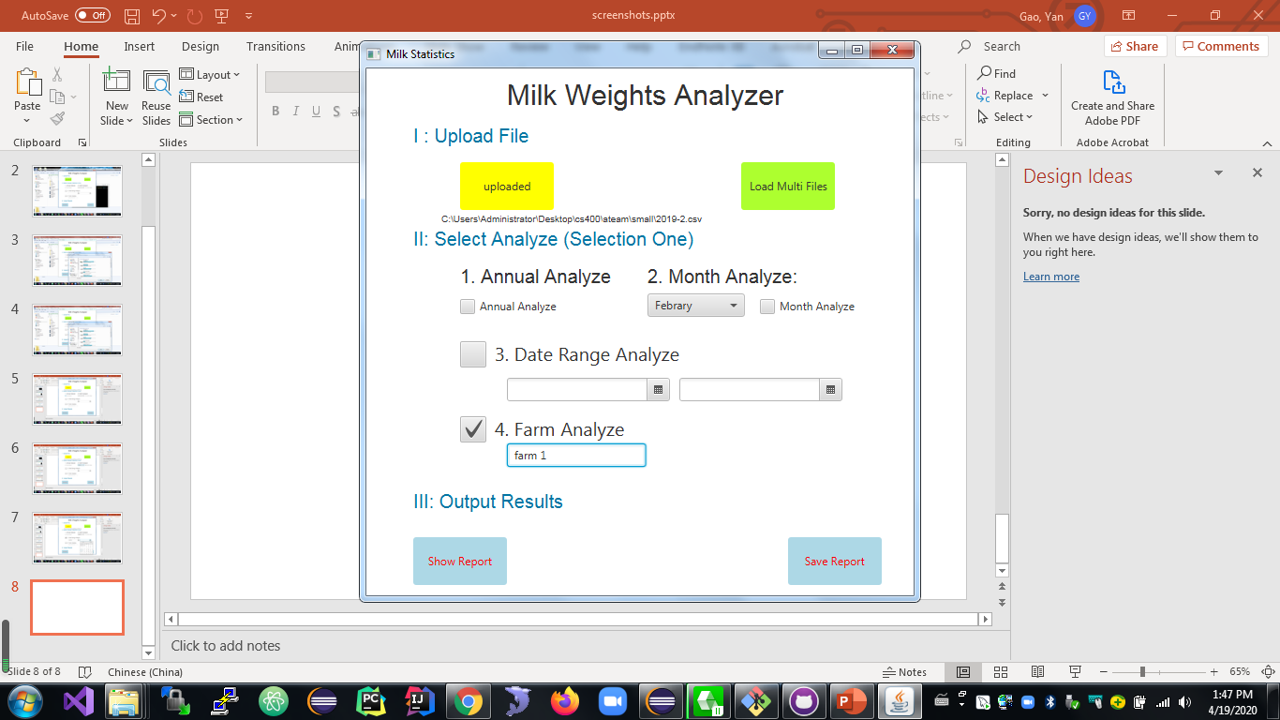 AutoSave Off
screenshots.pptx
Gao, Yan GY
File Home Insert Design Transitions
Search
Share Comments
Milk Statistics
Paste
New
Slide
Reuse
Slides
Layout
Reset
Section
B I U S
Find
Replace
Select
Create and Share
Adobe PDF
Clipboard
Slides
Editing
Adobe Acrobat
Milk Weights Analyzer
I : Upload File
uploaded
Load Multi Files
C:\Users\Administrator\Desktop\cs400\ateam\small\2019-2.csv
II: Select Analyze (Selection One)
1. Annual Analyze 2. Month Analyze:
Annual Analyze Febrary Month Analyze
3. Date Range Analyze
4. Farm Analyze
farm 1
III: Output Results
Show Report
Save Report
2
3
4
5
6
7
8
Design Ideas
Sorry, no design ideas for this slide.
When we have design ideas, we'll show them to
you right here.
Learn more
Click to add notes
Slide 8 of 8 Chinese (China)
Notes
65%
1:47 PM
4/19/2020